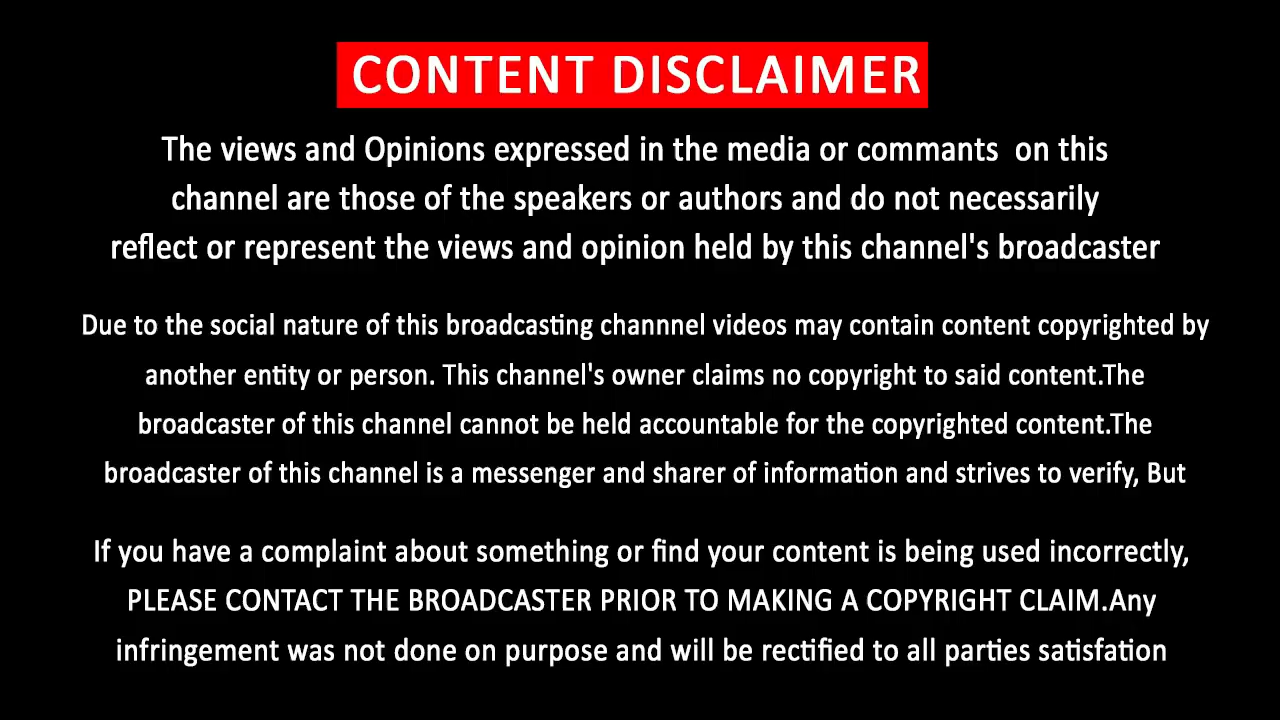 CONTENT DISCLAIMER
The views and Opinions expressed in the media or commants  on this
channel are those of the speakers or authors and do not necessarily
reflect or represent the views and opinion held by this channel's broadcaster
Due to the social nature of this broadcasting channnel videos may contain content copyrighted by
another entity or person. This channel's owner claims no copyright to said content.The
broadcaster of this channel cannot be held accountable for the copyrighted content.The
broadcaster of this channel is a messenger and sharer of information and strives to verify, But
If you have a complaint about something or find your content is being used incorrectly,
PLEASE CONTACT THE BROADCASTER PRIOR TO MAKING A COPYRIGHT CLAIM.Any
infringement was not done on purpose and will be rectified to all parties satisfation